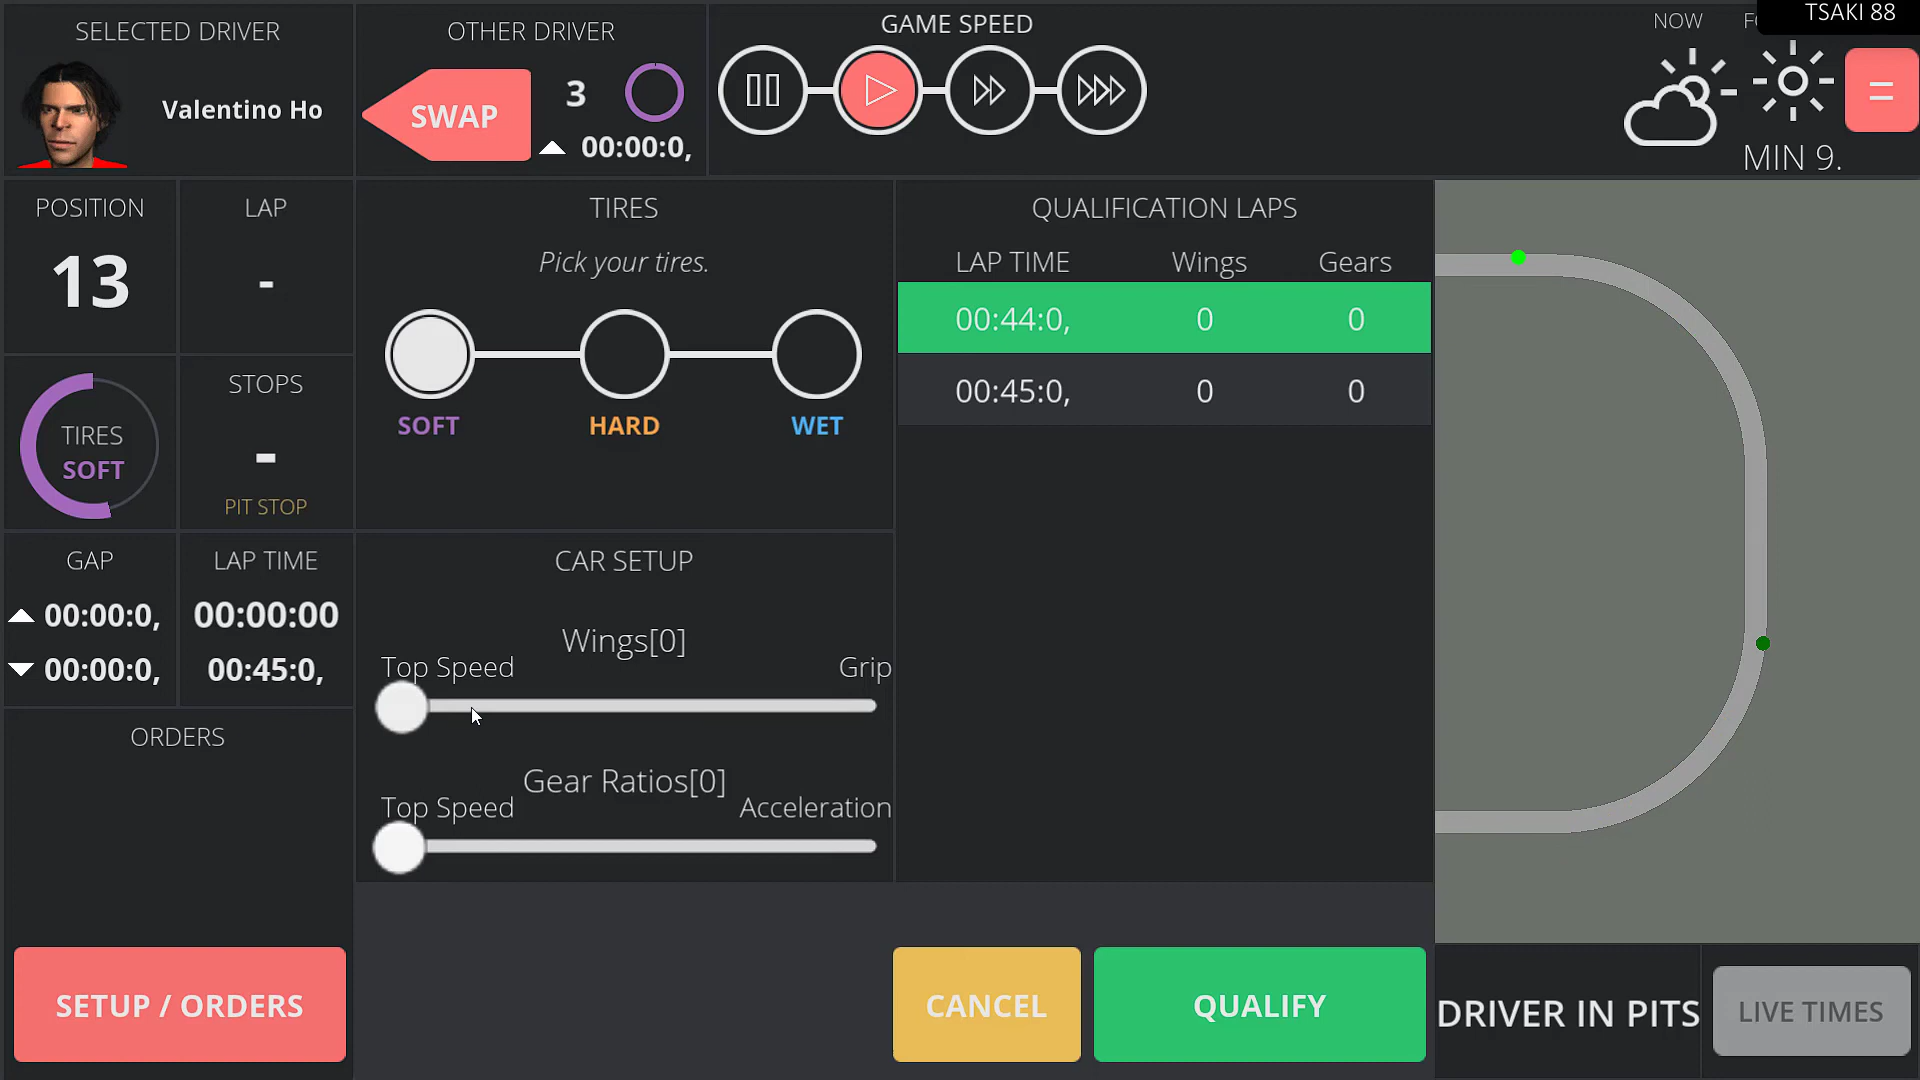 SELECTED DRIVER
Valentino Ho
OTHER DRIVER
SWAP
3
00:00:0,
GAME SPEED
NOW
TSAKI 88
MIN 9.
POSITION
13
LAP
-
TIRES
SOFT
STOPS
-
PIT STOP
GAP
00:00:0,
00:00:0,
LAP TIME
00:00:00
00:45:0,
ORDERS
SETUP / ORDERS
TIRES
Pick your tires.
SOFT
HARD
WET
CAR SETUP
Wings[0]
Top Speed
Grip
Gear Ratios[0]
Top Speed
Acceleration
QUALIFICATION LAPS
LAP TIME Wings Gears
00:44:0, 0 0
00:45:0, 0 0
CANCEL
QUALIFY
DRIVER IN PITS
LIVE TIMES